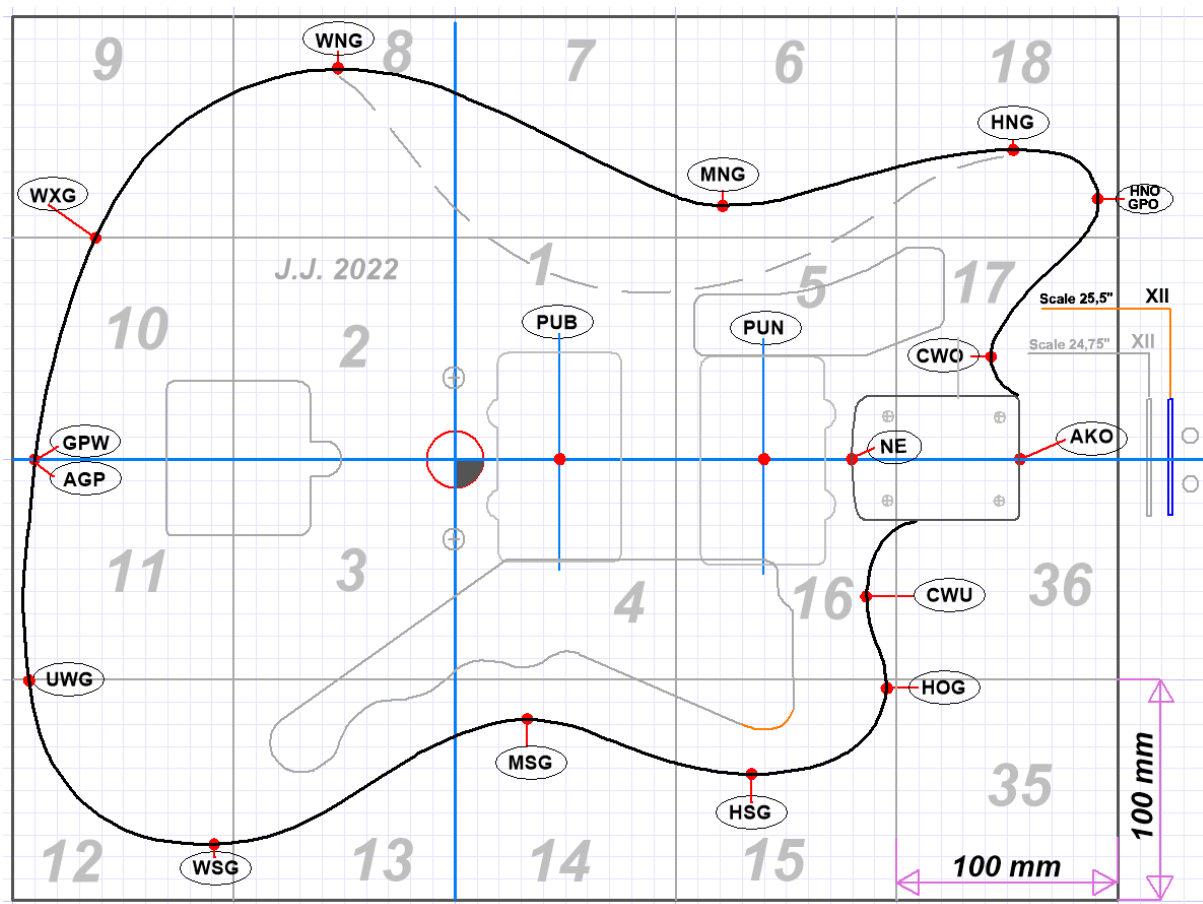 9
WNG
8
7
6
18
HNG
MNG
WXG
HNO
GPO
J.J. 2022
1
5
17
Scale 25,5" XII
10
PUB
PUN
2
Scale 24,75" XII
CWO
GPW
AKO
NE
AGP
11
3
4
16
CWU
36
UWG
HOG
MSG
35
100 mm
HSG
12
WSG
13
14
15
100 mm